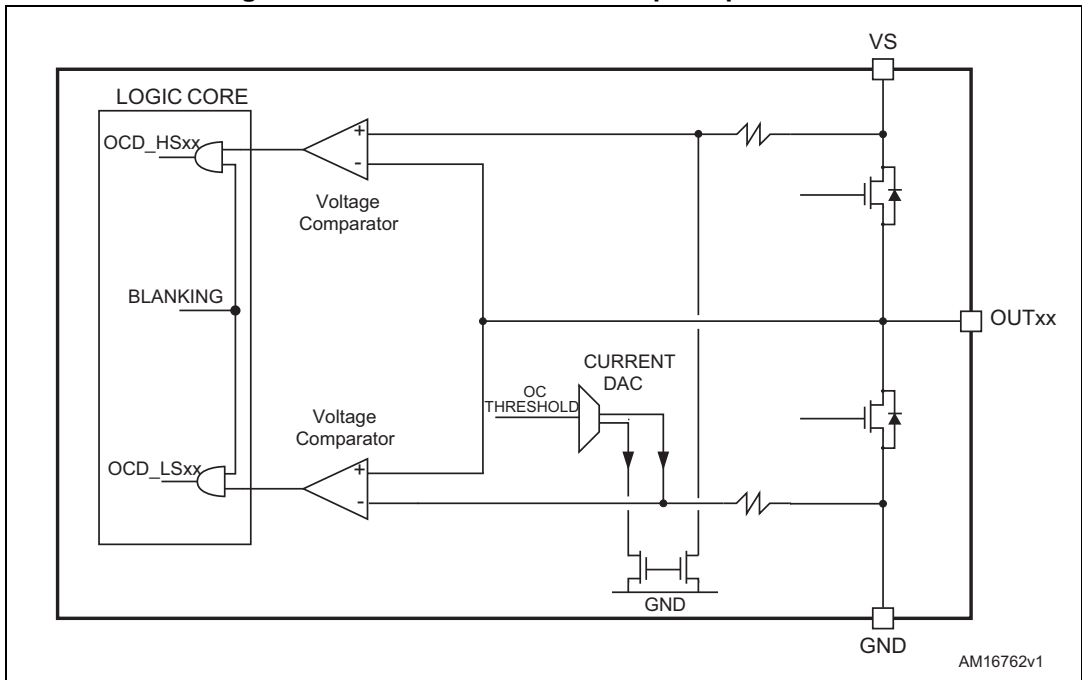 VS
LOGIC CORE
OCD_HSxx
+
-
Voltage
Comparator
BLANKING
OUTxx
CURRENT
DAC
OC
THRESHOLD
Voltage
Comparator
OCD_LSxx
+
-
GND
GND
AM16762v1